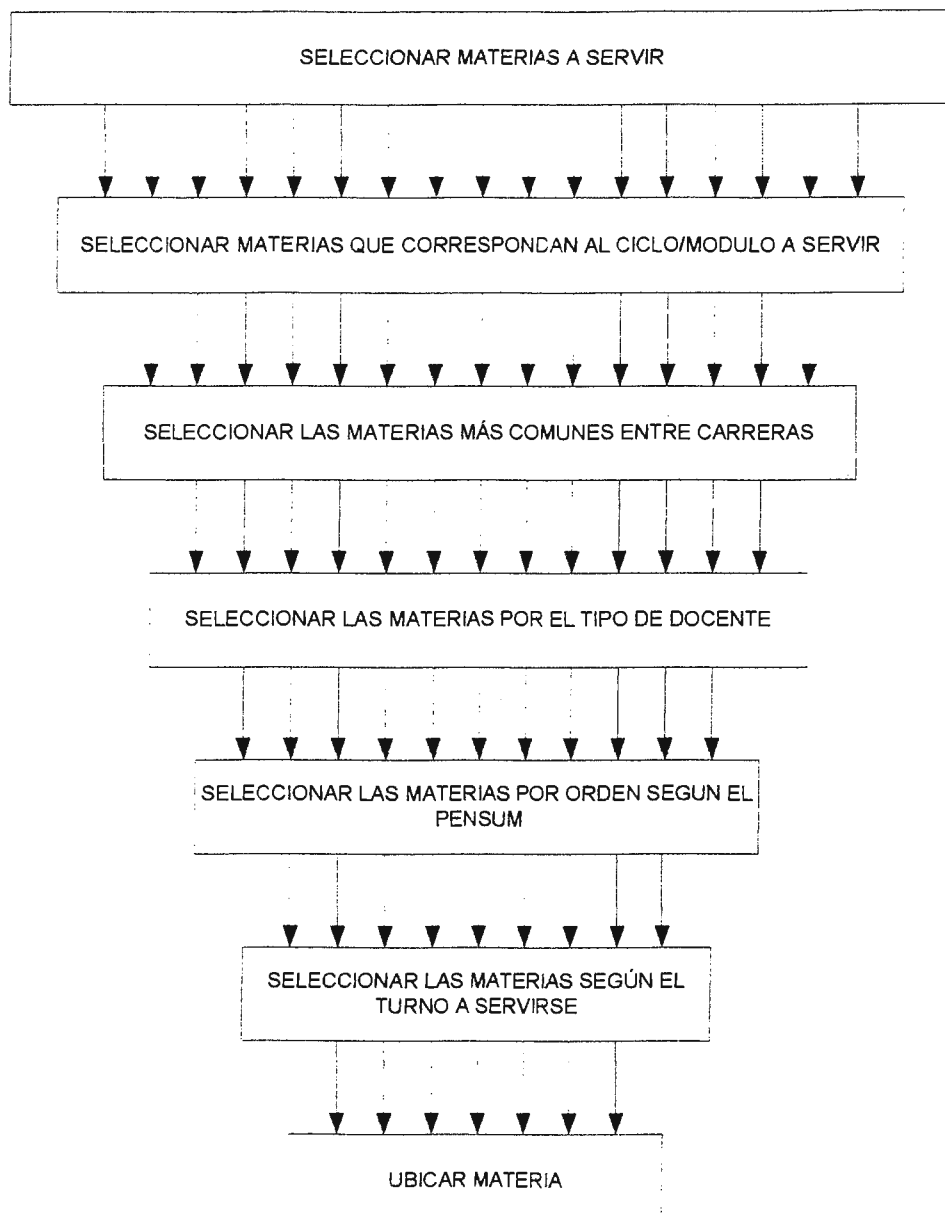 SELECCIONAR MATERIAS A SERVIR
SELECCIONAR MATERIAS QUE CORRESPONDAN AL CICLO/MODULO A SERVIR
SELECCIONAR LAS MATERIAS MÁS COMUNES ENTRE CARRERAS
SELECCIONAR LAS MATERIAS POR EL TIPO DE DOCENTE
SELECCIONAR LAS MATERIAS POR ORDEN SEGUN EL
PENSUM
SELECCIONAR LAS MATERIAS SEGÚN EL
TURNO A SERVIRSE
UBICAR MATERIA